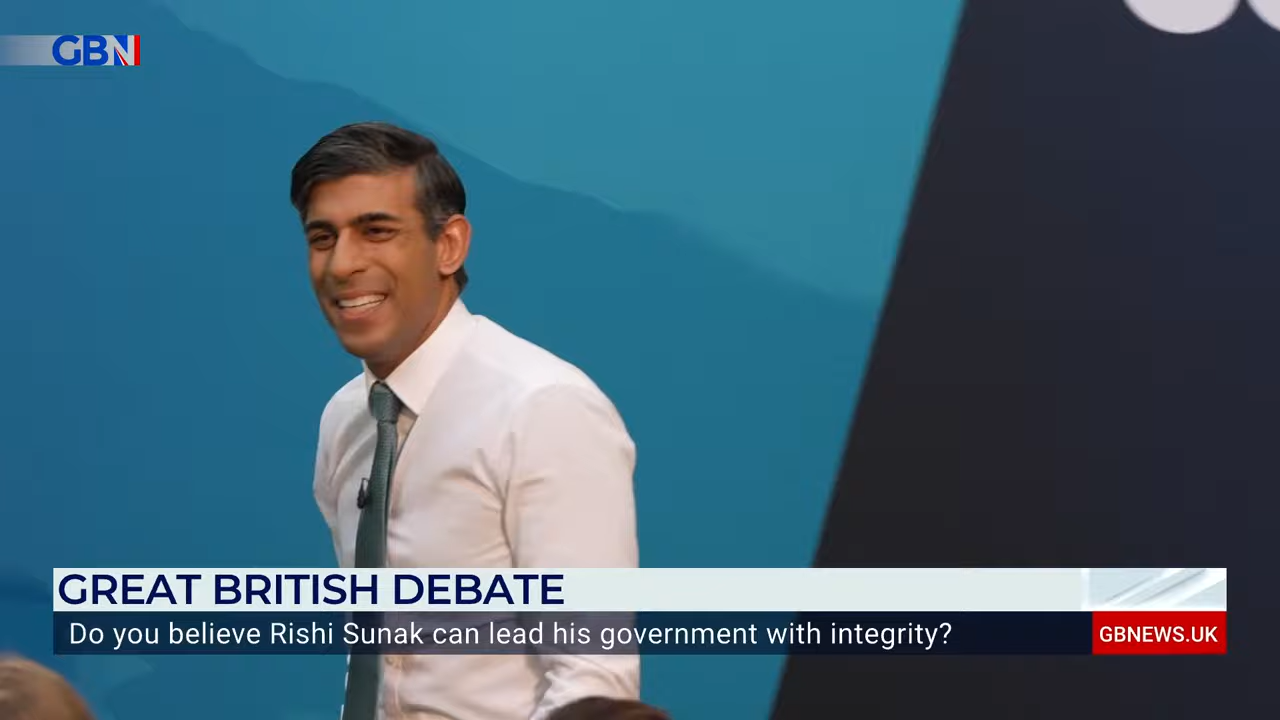 GBN
GREAT BRITISH DEBATE
Do you believe Rishi Sunak can lead his government with integrity?
GBNEWS.UK